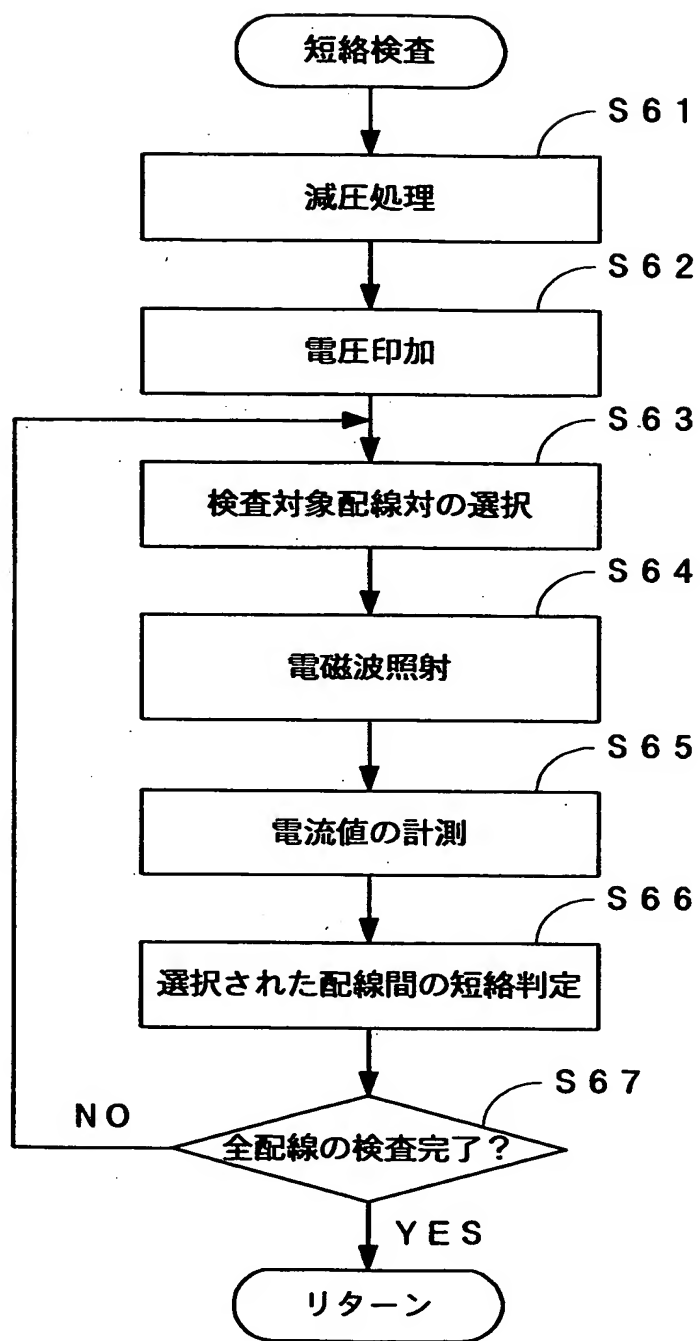 短絡検査
S61
減圧処理
S62
電圧印加
S63
検査対象配線対の選択
S64
電磁波照射
S65
電流値の計測
S66
選択された配線間の短絡判定
S67
NO
全配線の検査完了？
YES
リターン